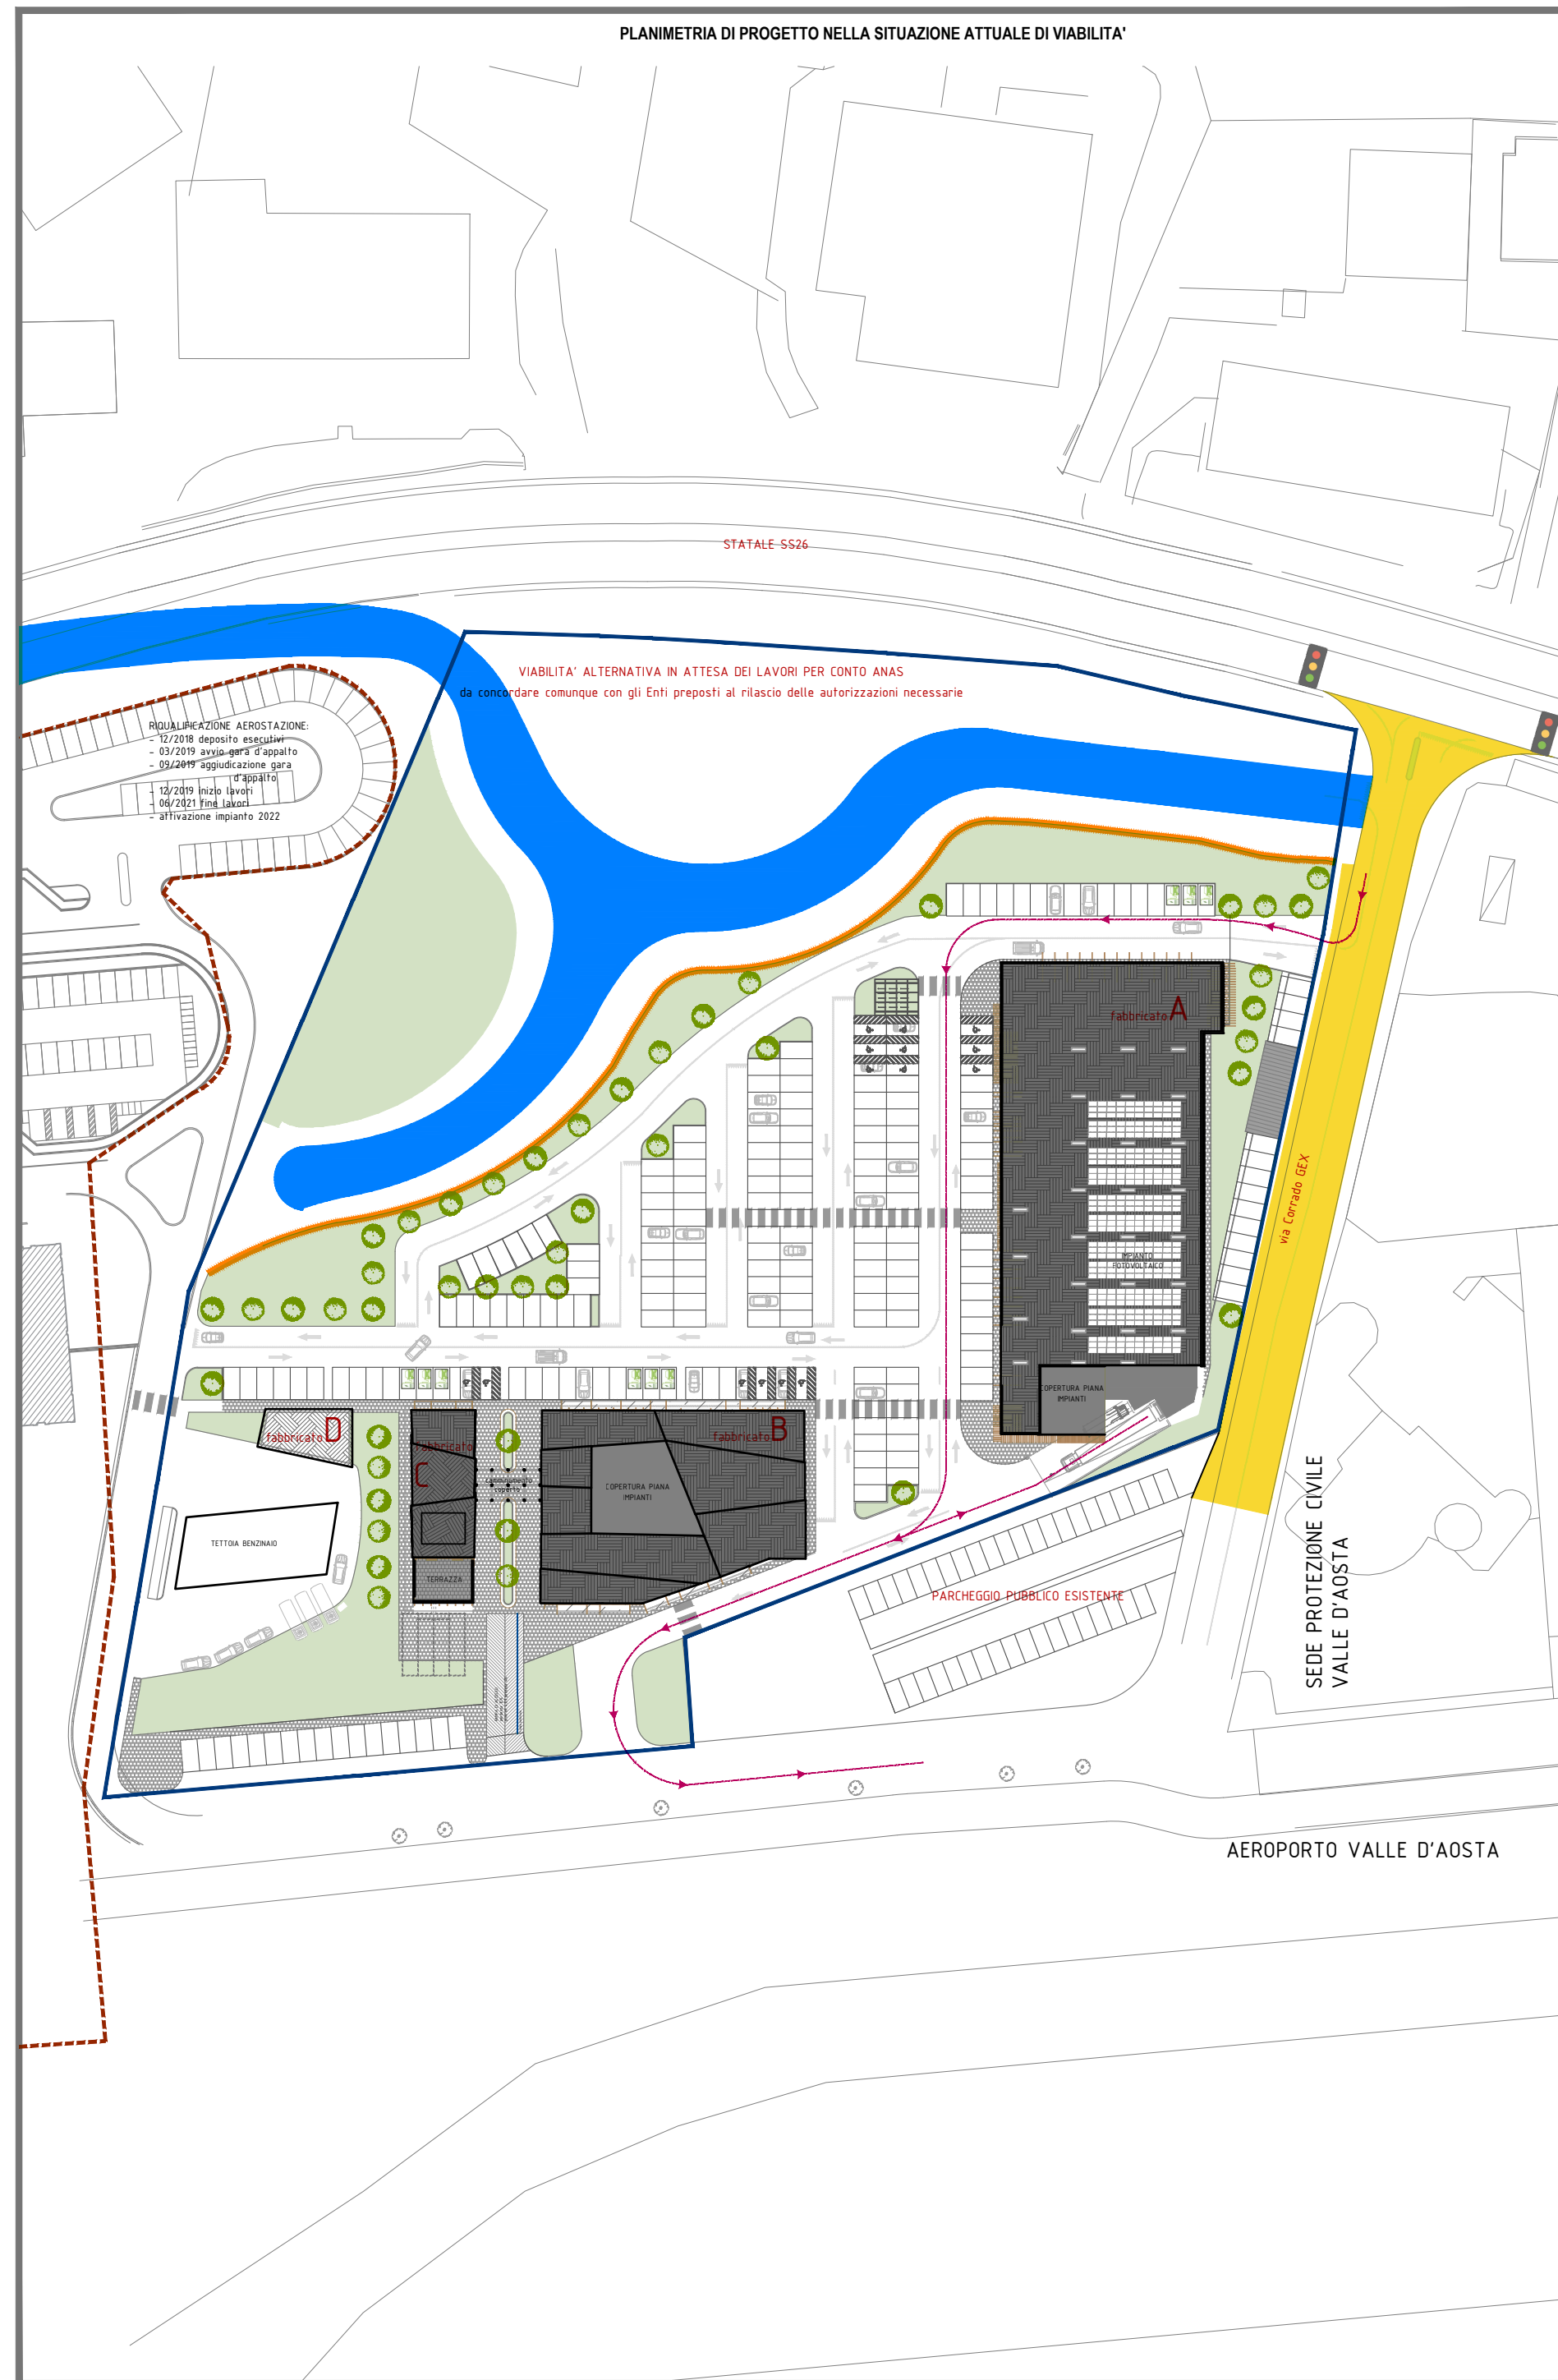 PLANIMETRIA DI PROGETTO NELLA SITUAZIONE ATTUALE DI VIABILITA'
STATALE SS26
VIABILITA' ALTERNATIVA IN ATTESA DEI LAVORI PER CONTO ANAS
da concordare comunque con gli Enti preposti al rilascio delle autorizzazioni necessarie
RIQUALIFICAZIONE AEROSTAZIONE:
- 12/2018 deposito esecutivi
- 03/2019 avvio gara d'appalto
- 09/2019 aggiudicazione gara
d'appalto
- 12/2019 inizio lavori
- 06/2021 fine lavori
- attivazione impianto 2022
fabbricato A
via Corrado GEX
IMPIANTO
FOTOVOLTAICO
COPERTURA PIANA
IMPIANTI
fabbricato D
fabbricato
C
fabbricato B
COPERTURA PIANA
IMPIANTI
TETTOIA BENZINAIO
TERRAZZA
PARCHEGGIO PUBBLICO ESISTENTE
SEDE PROTEZIONE CIVILE
VALLE D'AOSTA
AEROPORTO VALLE D'AOSTA